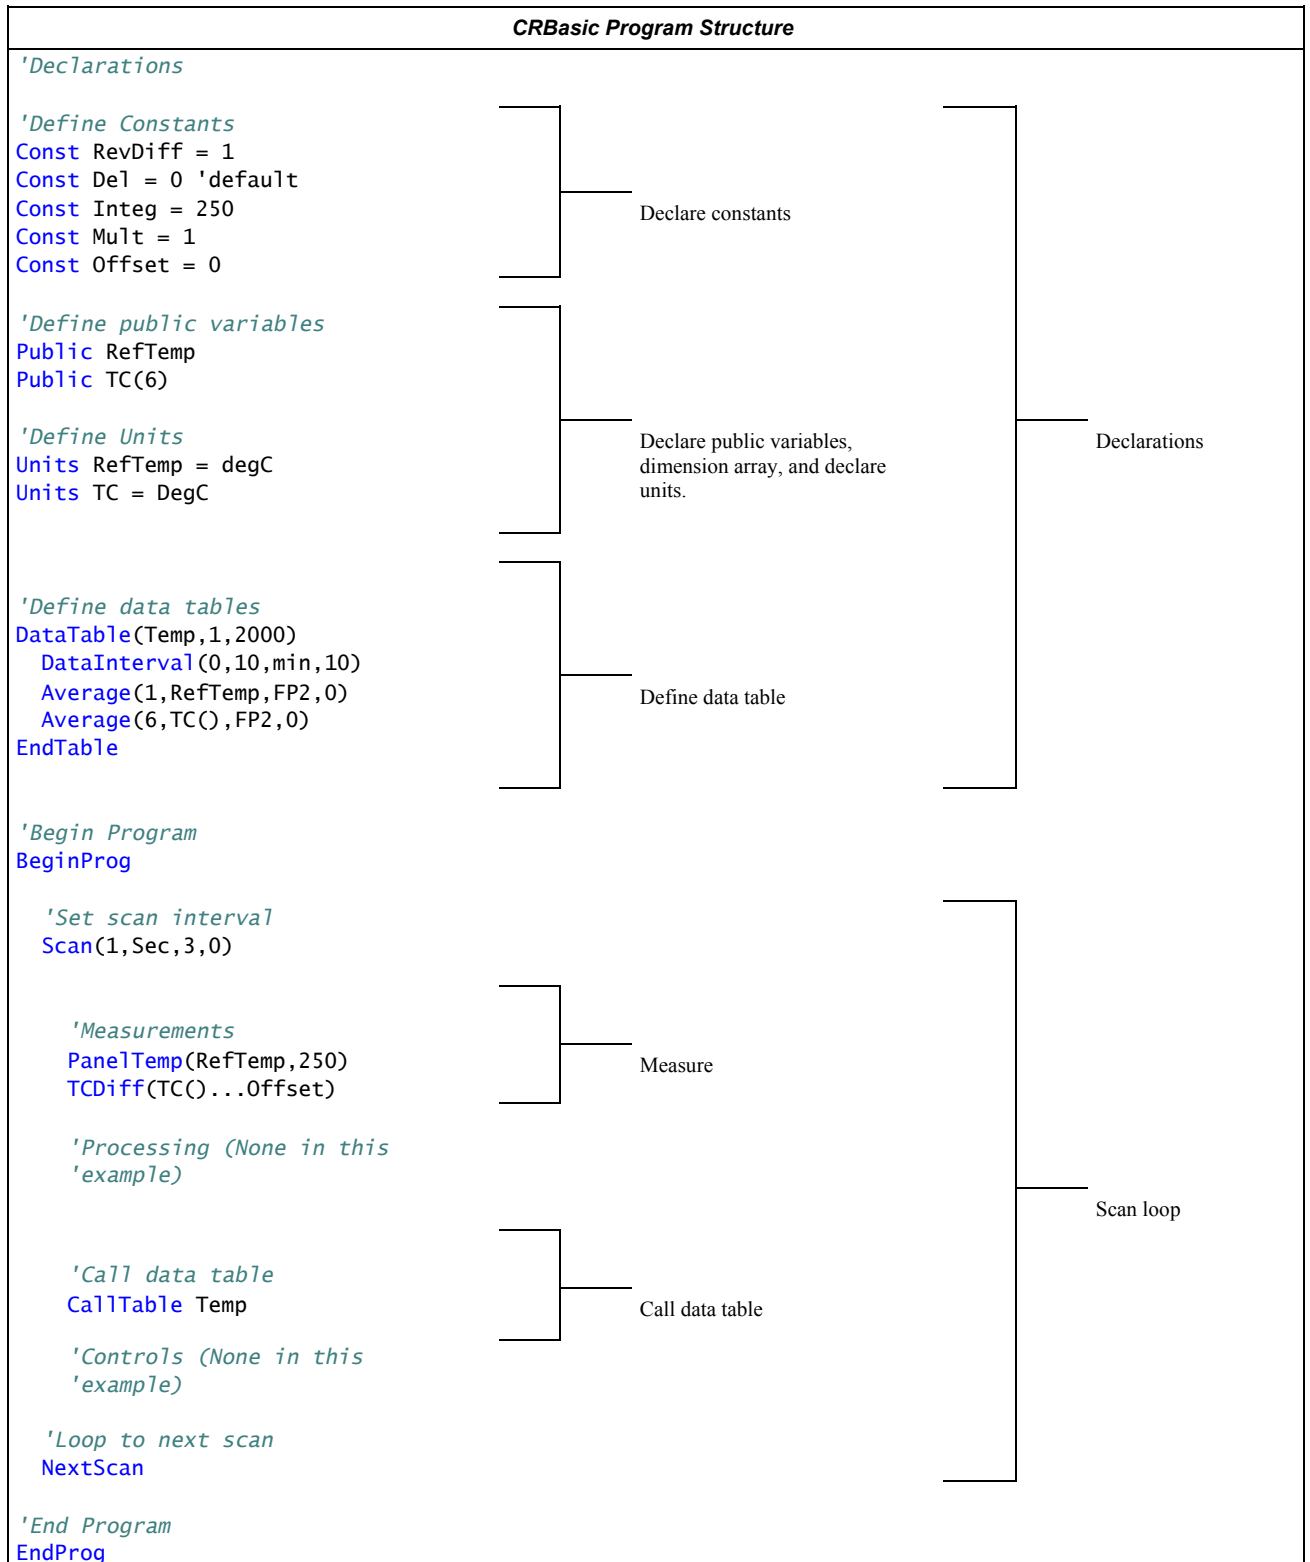 CRBasic Program Structure
'Declarations
'Define Constants
Const RevDiff = 1
Const Del = 0 'default
Const Integ = 250
Const Mult = 1
Const Offset = 0
Declare constants
'Define public variables
Public RefTemp
Public TC(6)
'Define Units
Units RefTemp = degC
Units TC = DegC
Declare public variables,
dimension array, and declare
units.
Declarations
'Define data tables
DataTable(Temp,1,2000)
DataInterval(0,10,min,10)
Average(1,RefTemp,FP2,0)
Average(6,TC(),FP2,0)
EndTable
Define data table
'Begin Program
BeginProg
'Set scan interval
Scan(1,Sec,3,0)
'Measurements
PanelTemp(RefTemp,250)
TCDiff(TC()...Offset)
Measure
'Processing (None in this
'example)
Scan loop
'Call data table
CallTable Temp
Call data table
'Controls (None in this
'example)
'Loop to next scan
NextScan
'End Program
EndProg